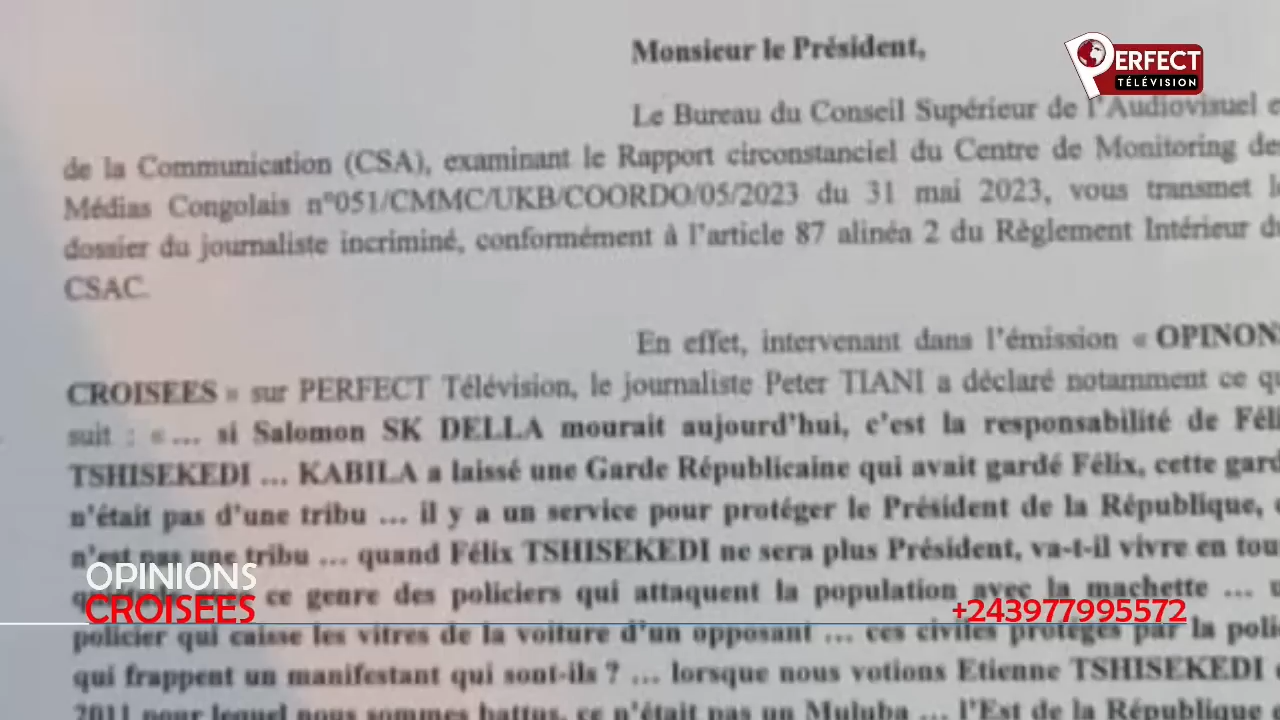 Monsieur le Président,
PERFECT
TÉLÉVISION
Le Bureau du Conseil Supérieur de l'Audiovisuel e
de la Communication (CSA), examinant le Rapport circonstanciel du Centre de Monitoring de
Médias Congolais n°051/CMMC/UKB/COORDO/05/2023 du 31 mai 2023, vous transmet l
dossier du journaliste incriminé, conformément à l'article 87 alinéa 2 du Règlement Intérieur d
CSAC.
En effet, intervenant dans l'émission « OPINON
CROISEES » sur PERFECT Télévision, le journaliste Peter TIANI a déclaré notamment ce qu
suit : « ... si Salomon SK DELLA mourait aujourd'hui, c'est la responsabilité de Féli
TSHISEKEDI ... KABILA a laissé une Garde Républicaine qui avait gardé Félix, cette gard
n'était pas d'une tribu ... il y a un service pour protéger le Président de la République, c
n'est pas une tribu ... quand Félix TSHISEKEDI ne sera plus Président, va-t-il vivre en tou
ce genre des policiers qui attaquent la population avec la machette ... u
policier qui caisse les vitres de la voiture d'un opposant ... ces civiles protégés par la poli
qui frappent un manifestant qui sont-ils ? ... lorsque nous votions Etienne TSHISEKEDI
2011 pour lequel nous sommes battus, ce n'était pas un Muluba ... l'Est de la République
OPINIONS
CROISEES
+243977995572